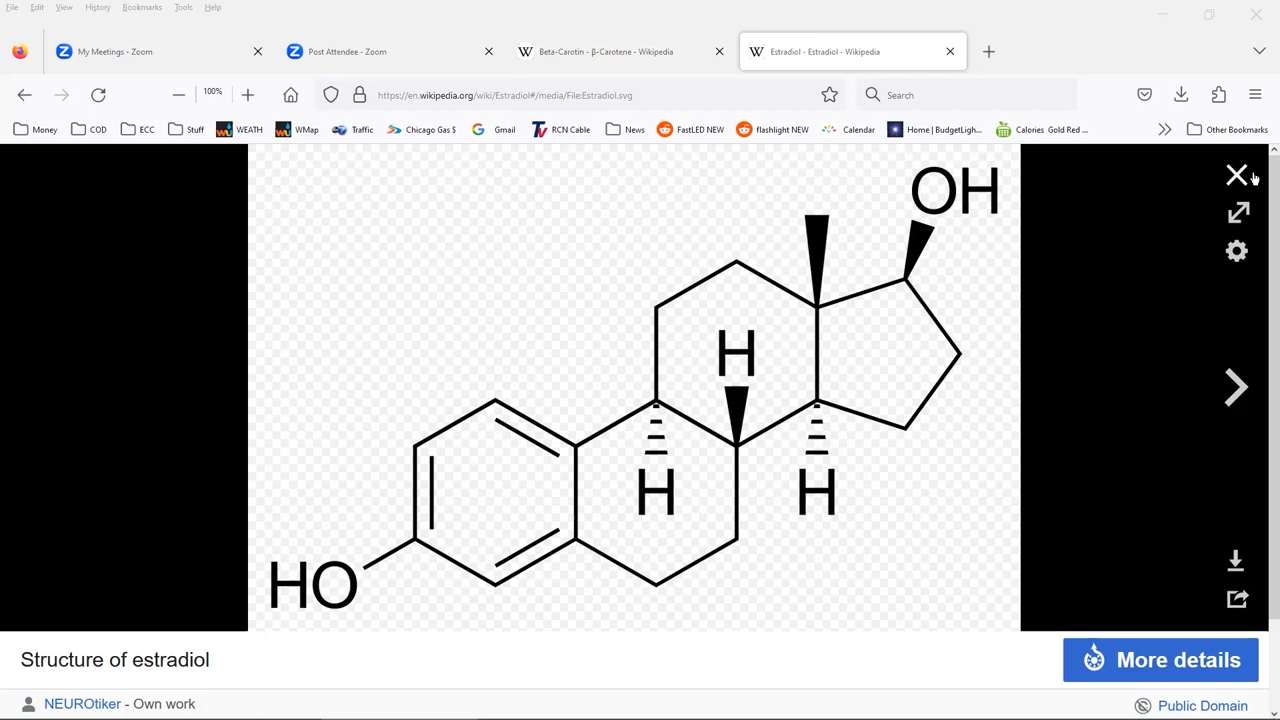 File Edit View History Bookmarks Tools Help
My Meetings - Zoom
Post Attendee - Zoom
Beta-Carotin - β-Carotene - Wikipedia
Estradiol - Estradiol - Wikipedia
100%
https://en.wikipedia.org/wiki/Estradiol#/media/File:Estradiol.svg
Search
Money COD ECC Stuff WEATH WMap Traffic Chicago Gas $ Gmail RCN Cable News FastLED NEW flashlight NEW Calendar Home | BudgetLigh... Calories Gold Red ... Other Bookmarks
OH
H
H
H
HO
Structure of estradiol
More details
NEUROtiker - Own work
Public Domain